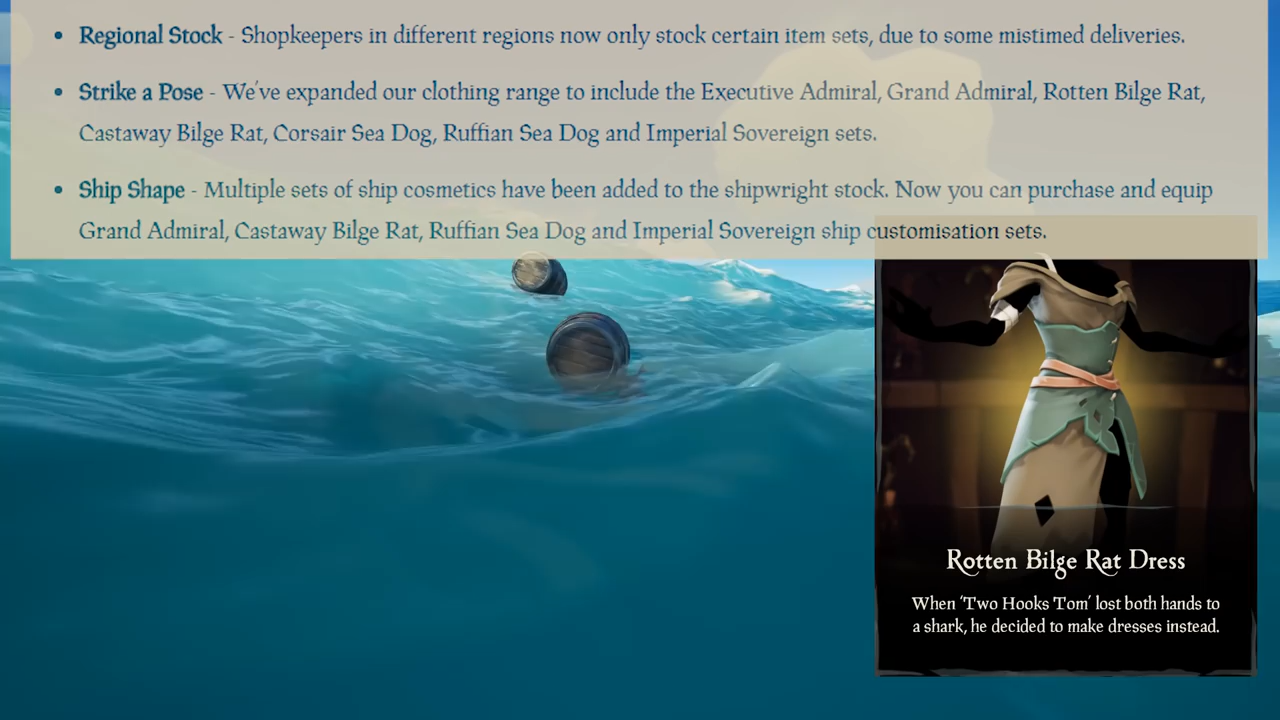 • Regional Stock - Shopkeepers in different regions now only stock certain item sets, due to some mistimed deliveries.
• Strike a Pose - We've expanded our clothing range to include the Executive Admiral, Grand Admiral, Rotten Bilge Rat,
Castaway Bilge Rat, Corsair Sea Dog, Ruffian Sea Dog and Imperial Sovereign sets.
• Ship Shape - Multiple sets of ship cosmetics have been added to the shipwright stock. Now you can purchase and equip
Grand Admiral, Castaway Bilge Rat, Ruffian Sea Dog and Imperial Sovereign ship customisation sets.
Rotten Bilge Rat Dress
When ‘Two Hooks Tom’ lost both hands to
a shark, he decided to make dresses instead.